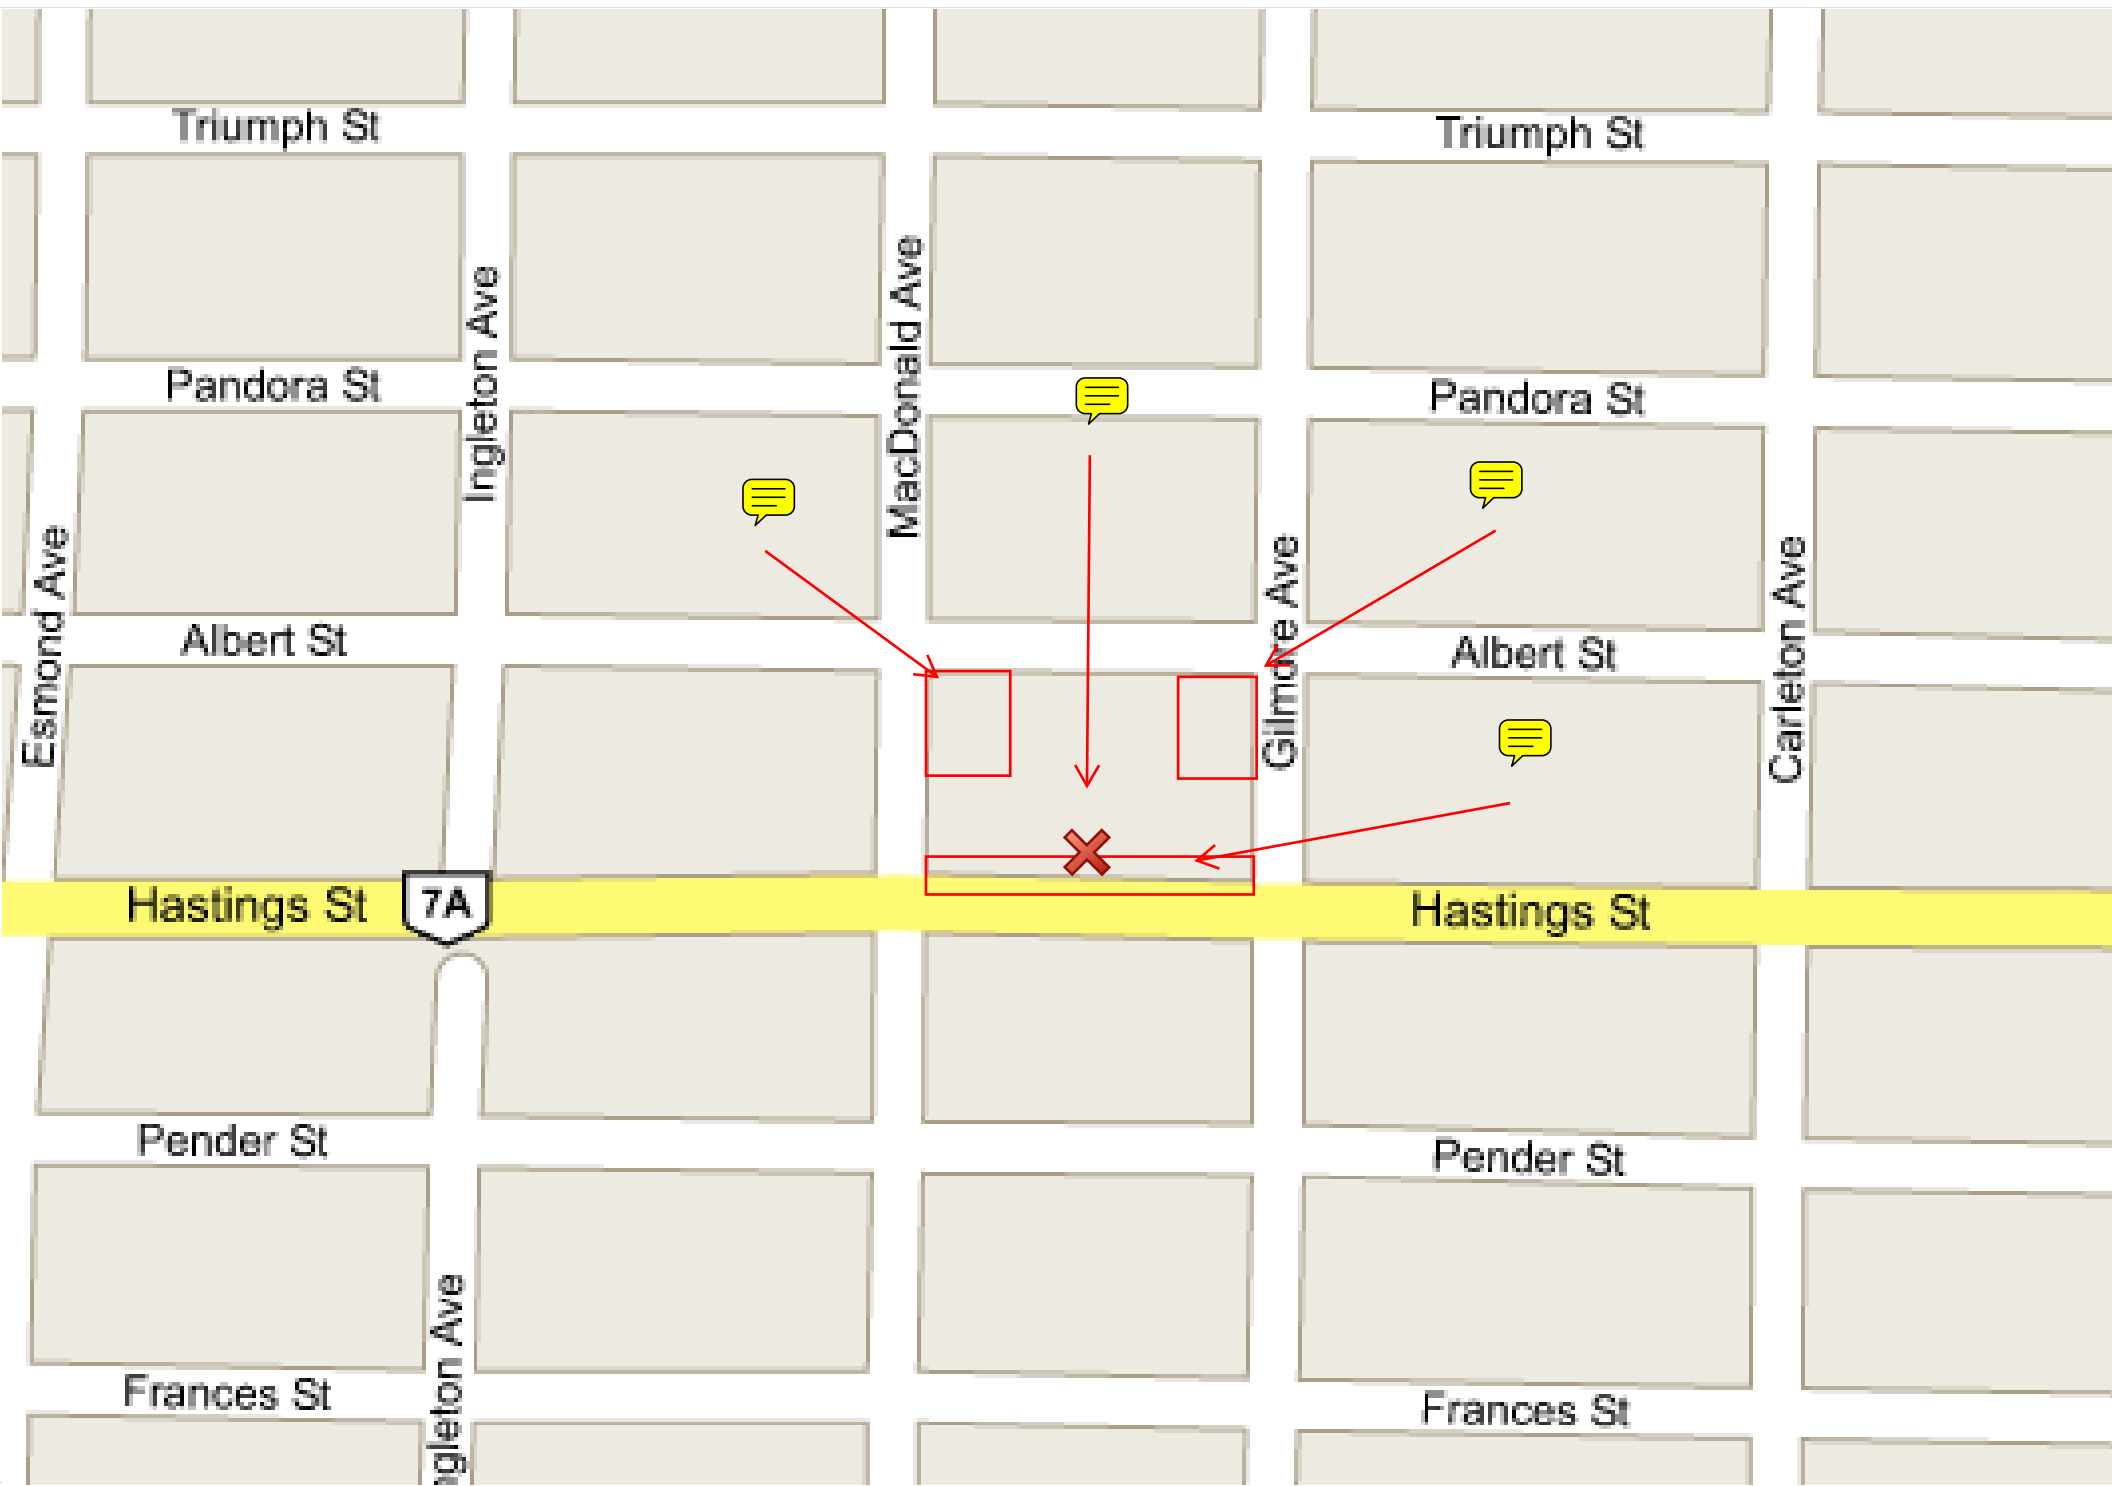 Triumph St
Triumph St
Ingleton Ave
MacDonald Ave
Pandora St
Pandora St
Esmond Ave
Gilmore Ave
Carleton Ave
Albert St
Albert St
Hastings St
7A
Hastings St
Pender St
Pender St
ngleton Ave
Frances St
Frances St